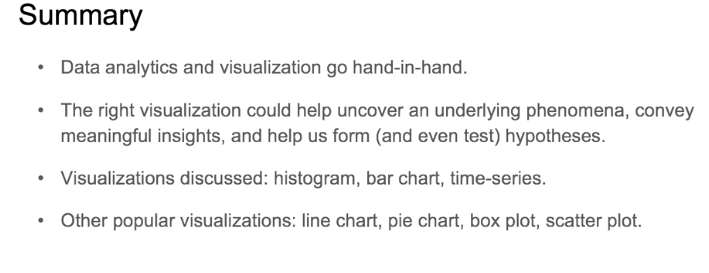 Summary
• Data analytics and visualization go hand-in-hand.
• The right visualization could help uncover an underlying phenomena, convey
meaningful insights, and help us form (and even test) hypotheses.
• Visualizations discussed: histogram, bar chart, time-series.
• Other popular visualizations: line chart, pie chart, box plot, scatter plot.